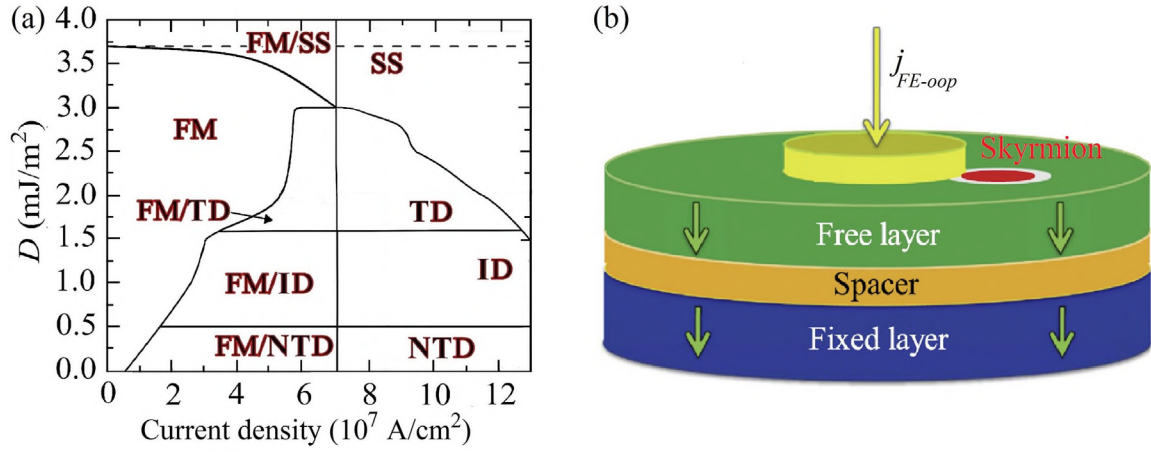 (a)
4.0
3.5
3.0
2.5
2.0
1.5
1.0
0.5
0.0
D (mJ/m²)
FM/SS
SS
FM
FM/TD
TD
FM/ID
ID
FM/NTD
NTD
0 2 4 6 8 10 12
Current density (10⁷ A/cm²)
(b)
j_FE-oop
Skyrmion
Free layer
Spacer
Fixed layer